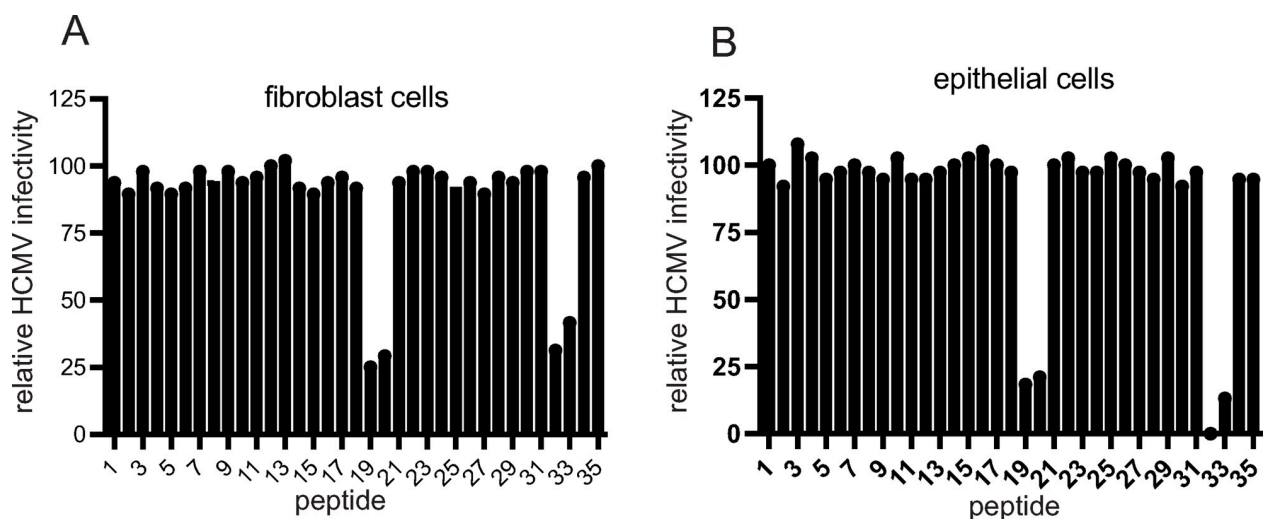 A
fibroblast cells
relative HCMV infectivity
125
100
75
50
25
0
1 3 5 7 9 11 13 15 17 19 21 23 25 27 29 31 33 35
peptide
B
epithelial cells
relative HCMV infectivity
125
100
75
50
25
0
1 3 5 7 9 11 13 15 17 19 21 23 25 27 29 31 33 35
peptide